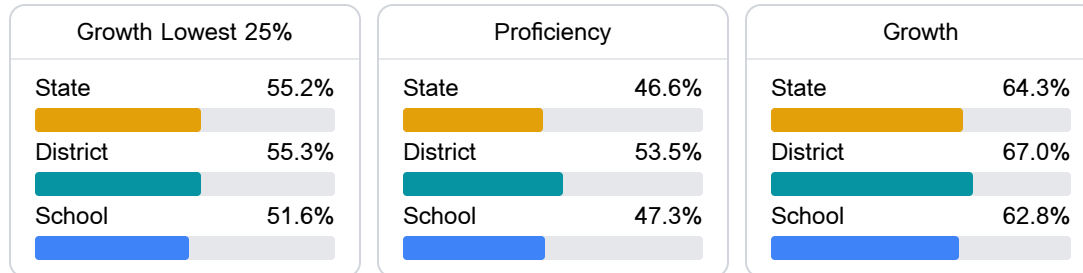 Growth Lowest 25%
State 55.2%
District 55.3%
School 51.6%
Proficiency
State 46.6%
District 53.5%
School 47.3%
Growth
State 64.3%
District 67.0%
School 62.8%